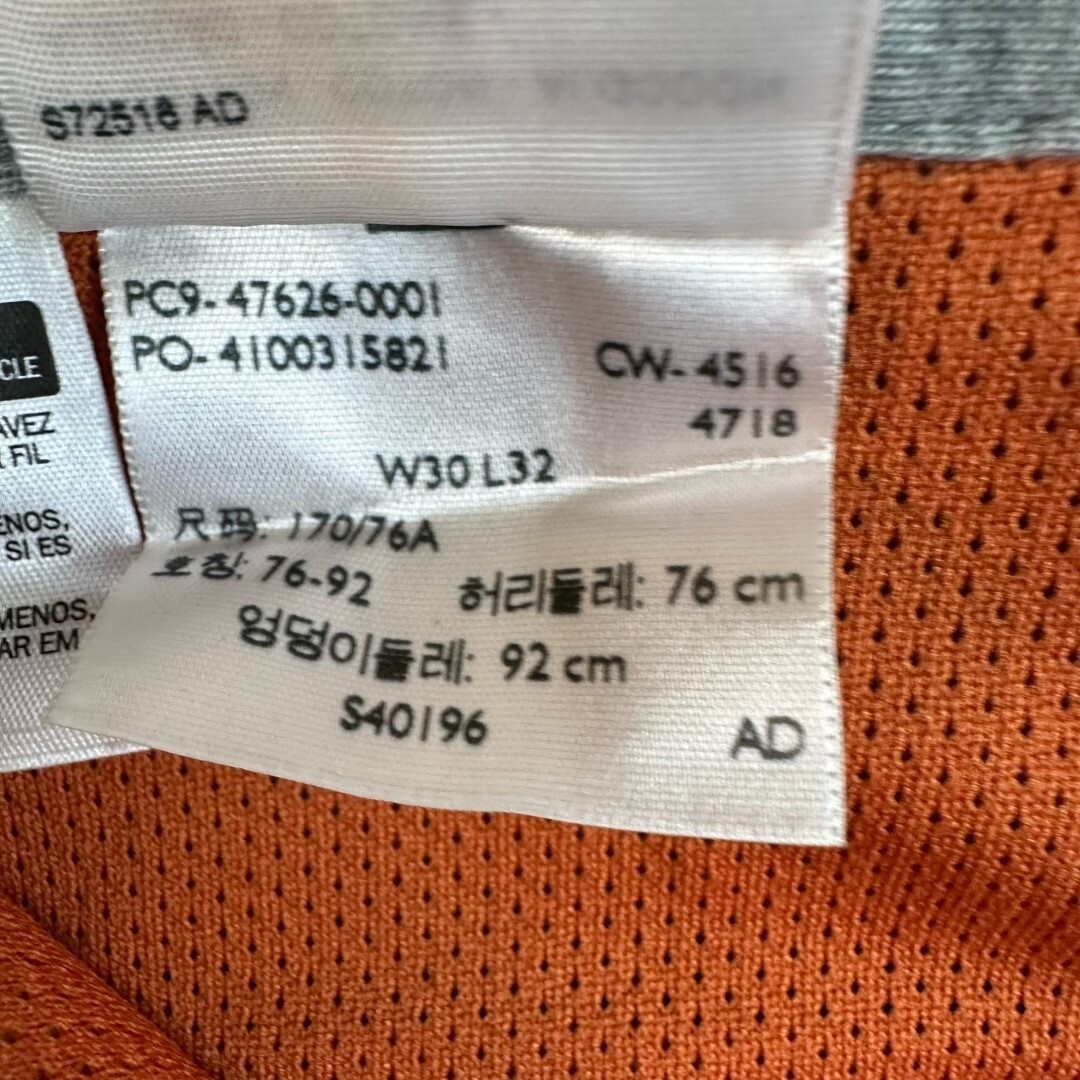 S72518 AD
PC9-47626-0001
PO-4100315821
CW-4516
4718
W30 L32
尺码: 170/76A
호칭: 76-92 허리둘레: 76 cm
엉덩이둘레: 92 cm
S40196
AD
CLE
AVEZ
FIL
ENOS,
SI ES
MENOS,
AR EM